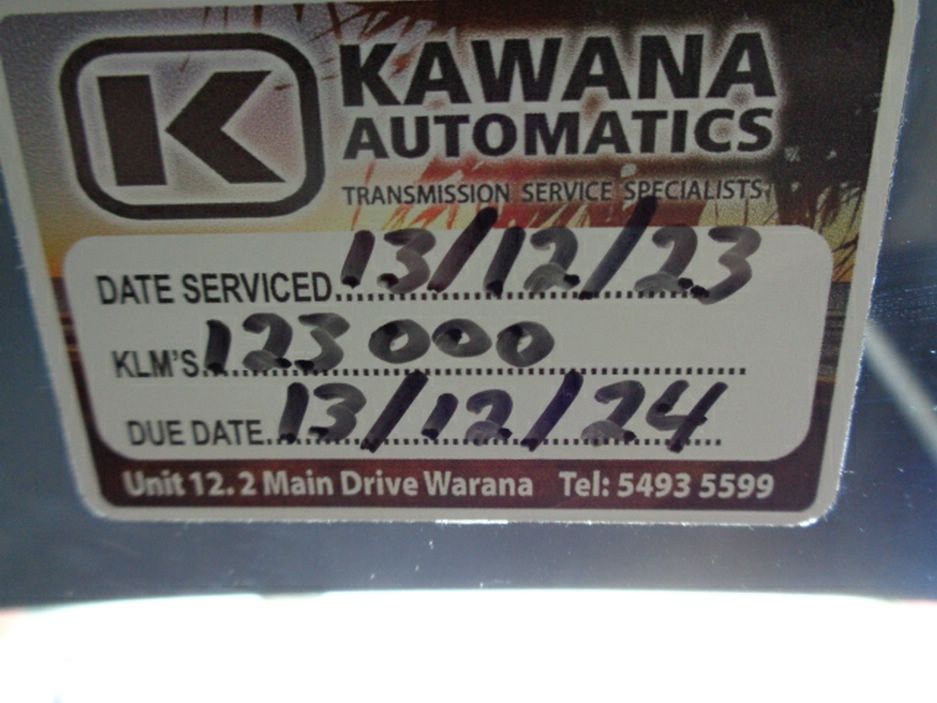 K
KAWANA
AUTOMATICS
TRANSMISSION SERVICE SPECIALISTS
DATE SERVICED 13/12/23
KLM'S 123 000
DUE DATE 13/12/24
Unit 12. 2 Main Drive Warana Tel: 5493 5599